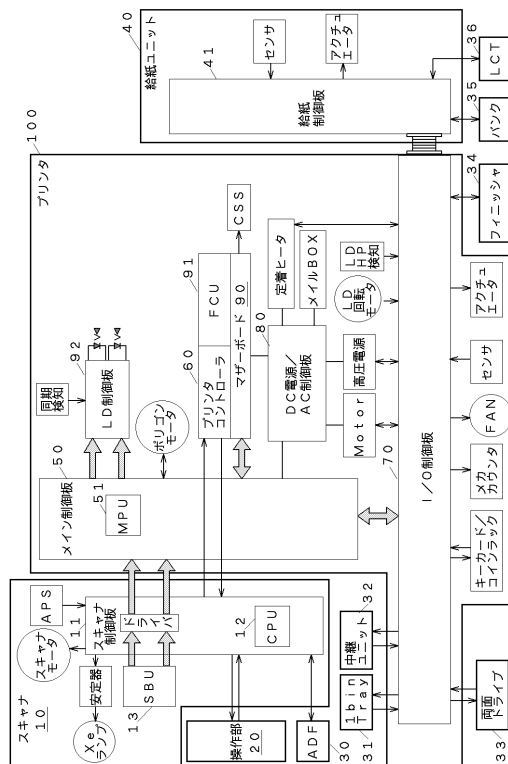 スキャナ
10
Xe
ランプ
安定器
スキャナ
モータ
APS
11
スキャナ
制御板
ドライバ
SBU
13
CPU
12
操作部
20
ADF
30
1bin
Tray
31
中継
ユニット
32
両面
ドライブ
33
100
プリンタ
50
メイン制御板
MPU
51
ポリゴン
モータ
同期
検知
92
LD制御板
60
プリンタ
コントローラ
91
FCU
マザーボード 90
CSS
80
DC電源/
AC制御板
定着ヒータ
メイルBOX
Motor
高圧電源
LD
回転
モータ
LD
HP
検知
70
I/O制御板
キーカード/
コインラック
メカ
カウンタ
FAN
センサ
アクチュ
エータ
フィニッシャ
34
バンク
35
LCT
36
給紙ユニット
40
給紙
制御板
41
センサ
アクチュ
エータ